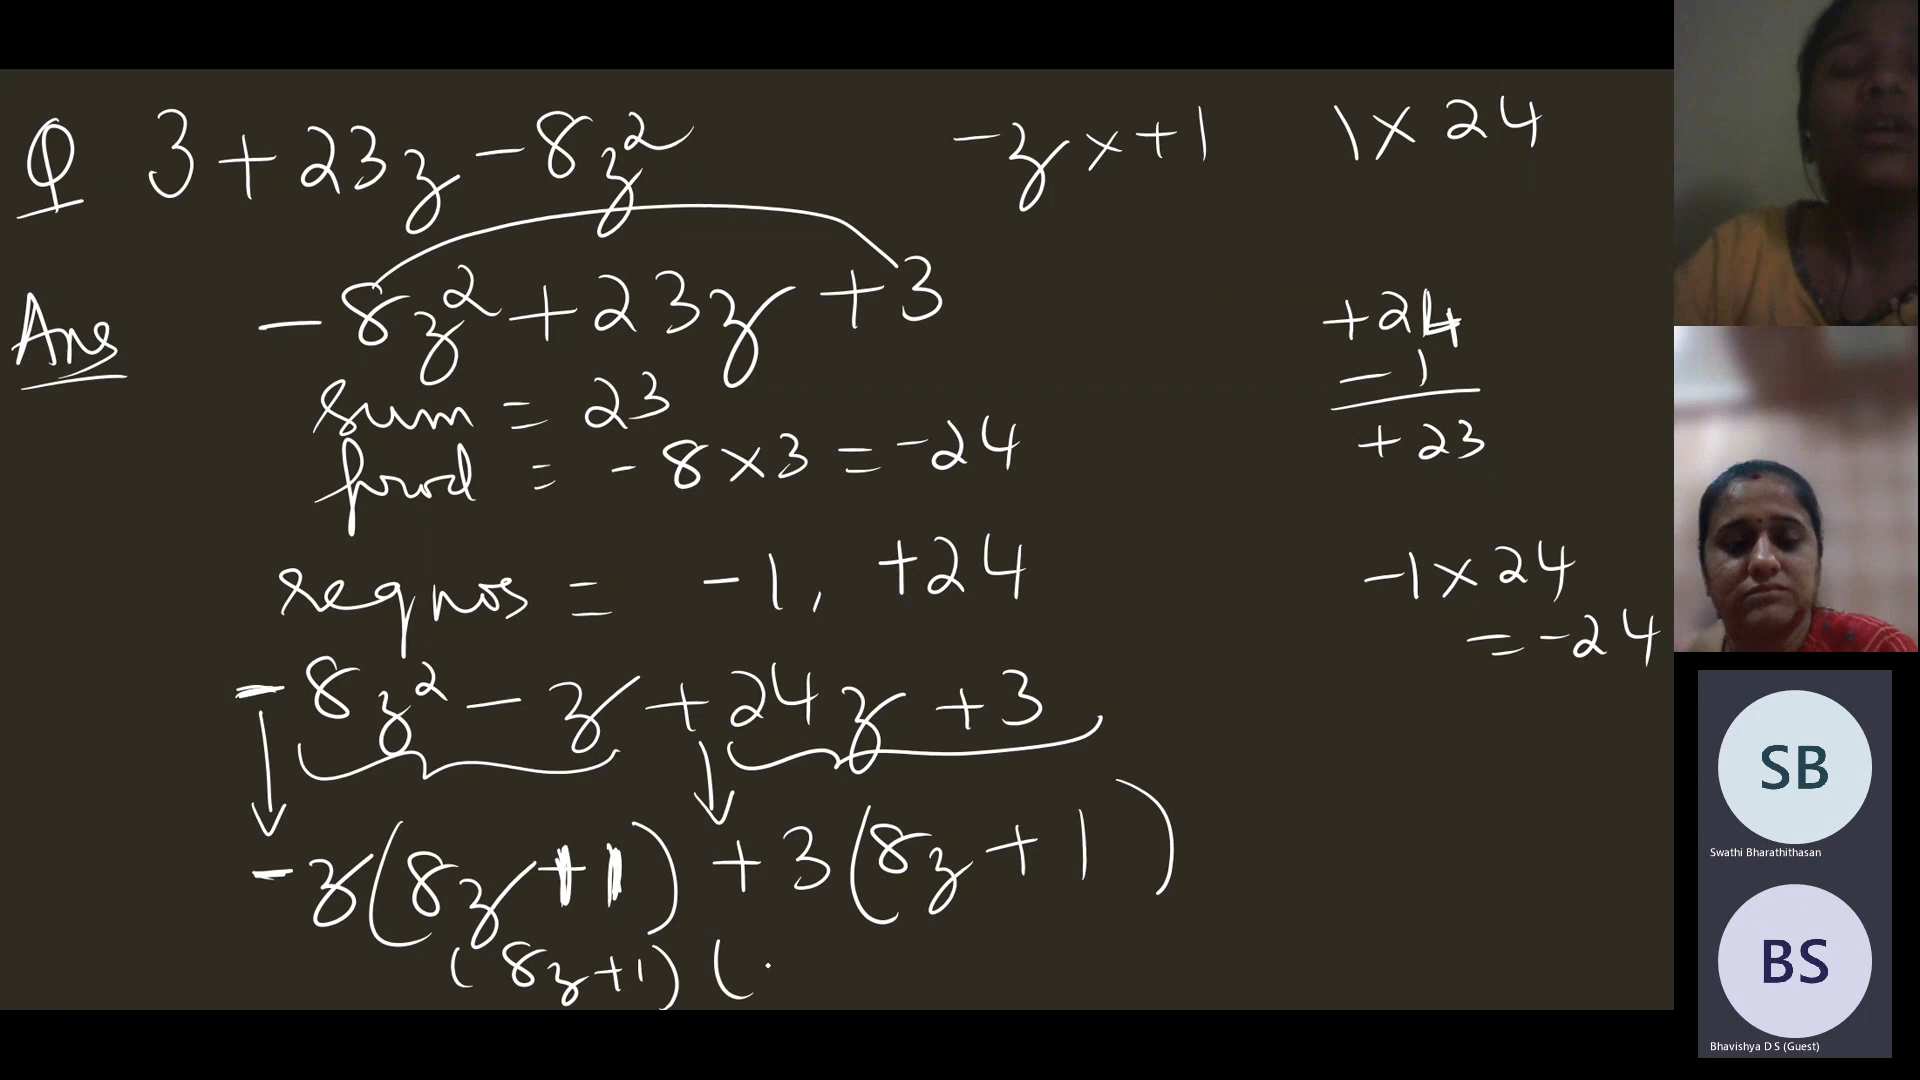 Q 3 + 23z - 8z²
-z x + 1
1 x 24
Ans -8z² + 23z + 3
sum = 23
prod = -8 x 3 = -24
+24
-1
+23
req nos = -1, +24
-1 x 24
= -24
-8z² - z + 24z + 3
-z(8z + 1) + 3(8z + 1)
(8z+1) (
SB
Swathi Bharathithasan
BS
Bhavishya D S (Guest)